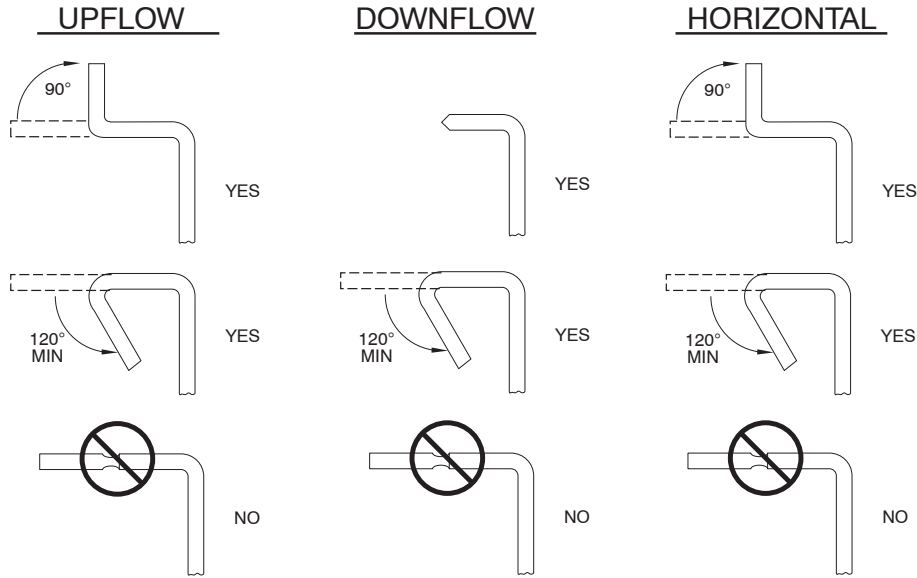 UPFLOW
DOWNFLOW
HORIZONTAL
90°
90°
YES
YES
YES
120°
MIN
YES
120°
MIN
YES
120°
MIN
YES
NO
NO
NO